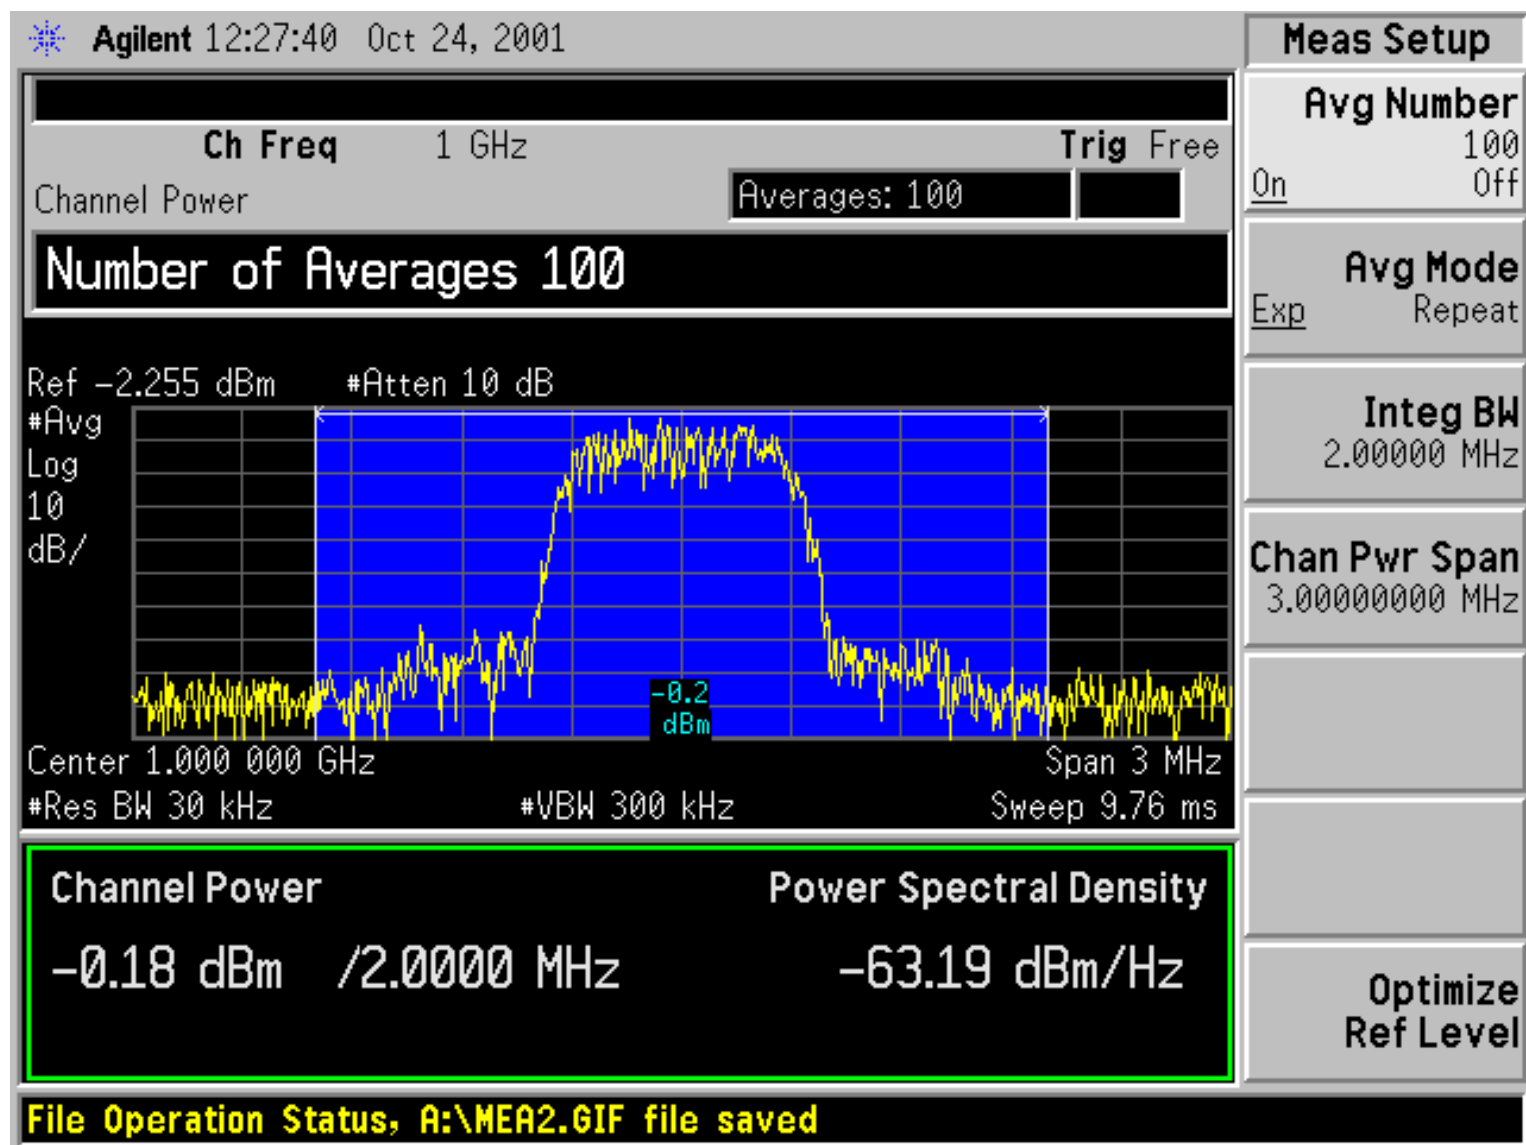 Agilent 12:27:40 Oct 24, 2001
Meas Setup
Ch Freq 1 GHz Trig Free
Channel Power Averages: 100
Number of Averages 100
Ref -2.255 dBm #Atten 10 dB
#Avg
Log
10
dB/
-0.2
dBm
Center 1.000 000 GHz Span 3 MHz
#Res BW 30 kHz #VBW 300 kHz Sweep 9.76 ms
Channel Power Power Spectral Density
-0.18 dBm /2.0000 MHz -63.19 dBm/Hz
File Operation Status, A:\MEA2.GIF file saved
Avg Number
100
On Off
Avg Mode
Exp Repeat
Integ BW
2.00000 MHz
Chan Pwr Span
3.00000000 MHz
Optimize
Ref Level